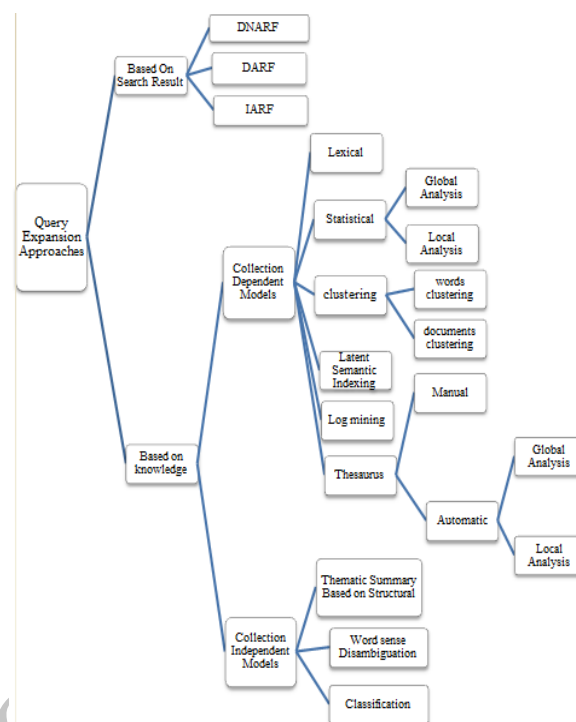 DNARF
Based On
Search Result
DARF
IARF
Lexical
Global
Analysis
Query
Expansion
Approaches
Statistical
Local
Analysis
Collection
Dependent
Models
clustering
words
clustering
documents
clustering
Latent
Semantic
Indexing
Manual
Log mining
Based on
knowledge
Thesaurus
Global
Analysis
Automatic
Local
Analysis
Thematic Summary
Based on Structural
Collection
Independent
Models
Word sense
Disambiguation
Classification